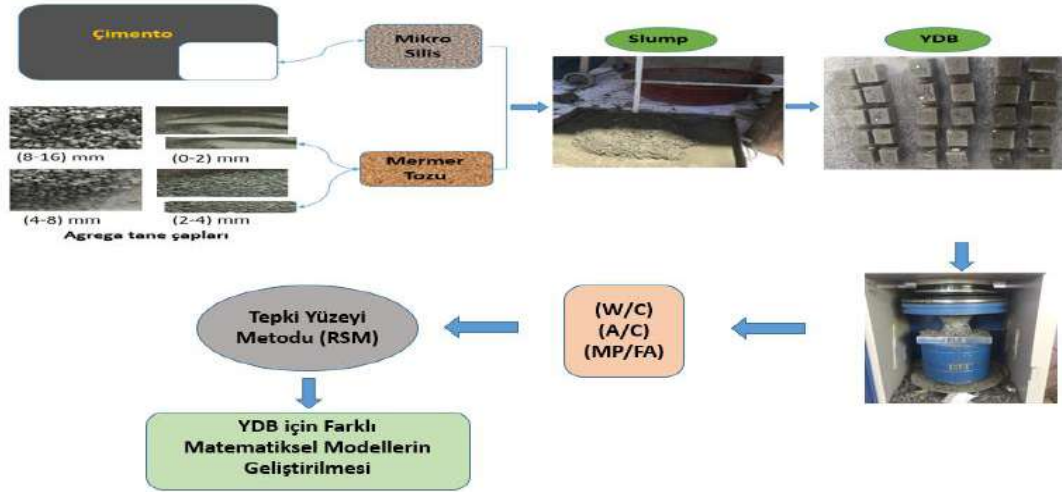 Çimento
Mikro
Silis
Slump
YDB
(8-16) mm
(0-2) mm
Mermer
Tozu
(4-8) mm
(2-4) mm
Agrega tane çapları
Tepki Yüzeyi
Metodu (RSM)
(W/C)
(A/C)
(MP/FA)
YDB için Farklı
Matematiksel Modellerin
Geliştirilmesi